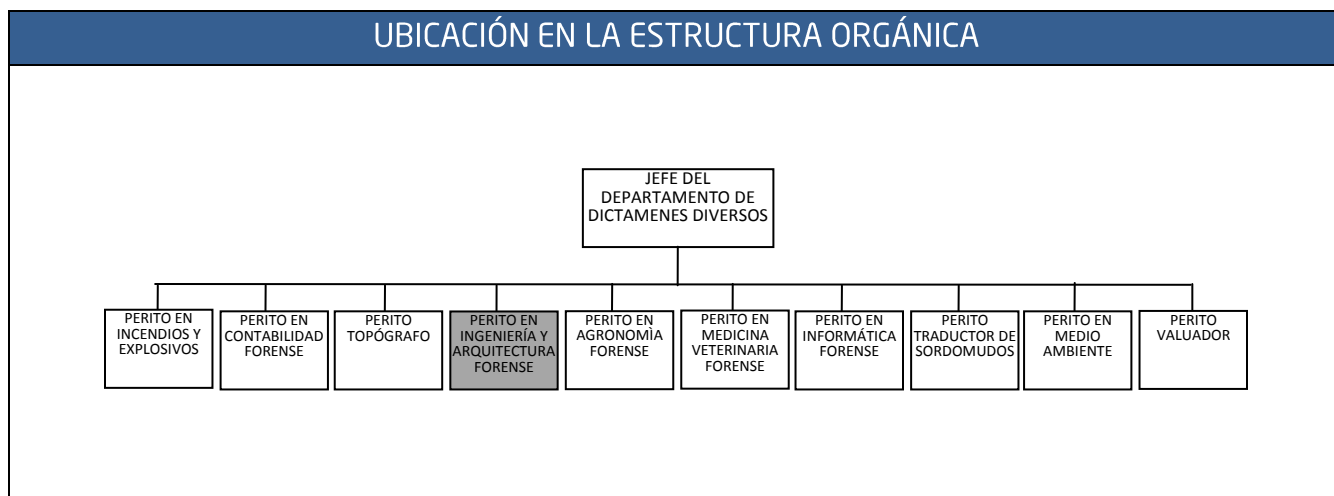 UBICACIÓN EN LA ESTRUCTURA ORGÁNICA
JEFE DEL
DEPARTAMENTO DE
DICTAMENES DIVERSOS
PERITO EN
INCENDIOS Y
EXPLOSIVOS
PERITO EN
CONTABILIDAD
FORENSE
PERITO
TOPÓGRAFO
PERITO EN
INGENIERÍA Y
ARQUITECTURA
FORENSE
PERITO EN
AGRONOMÌA
FORENSE
PERITO EN
MEDICINA
VETERINARIA
FORENSE
PERITO EN
INFORMÁTICA
FORENSE
PERITO
TRADUCTOR DE
SORDOMUDOS
PERITO EN
MEDIO
AMBIENTE
PERITO
VALUADOR